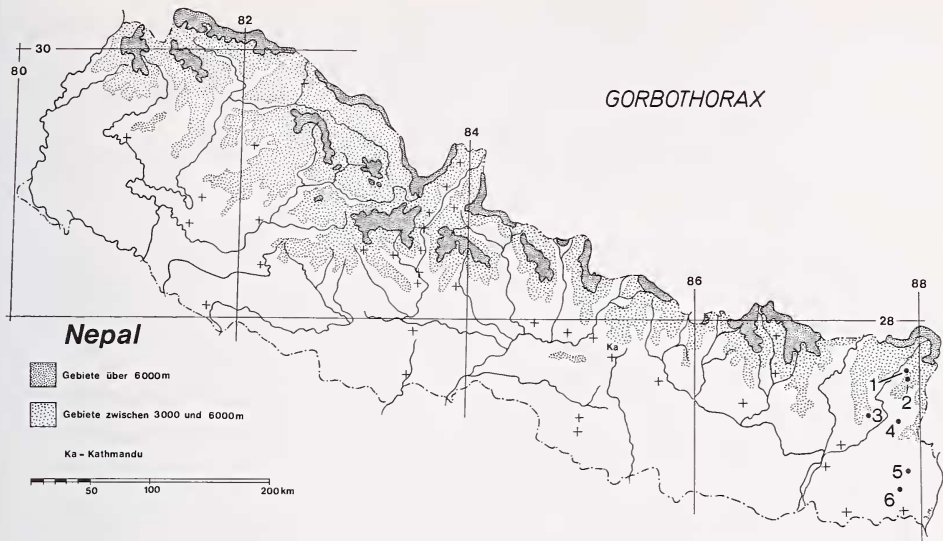 82
30
80
GORBOTHORAX
84
86
88
28
Nepal
Ka
Gebiete über 6000m
Gebiete zwischen 3000 und 6000m
Ka - Kathmandu
50 100 200 km
1
2
3
4
5
6